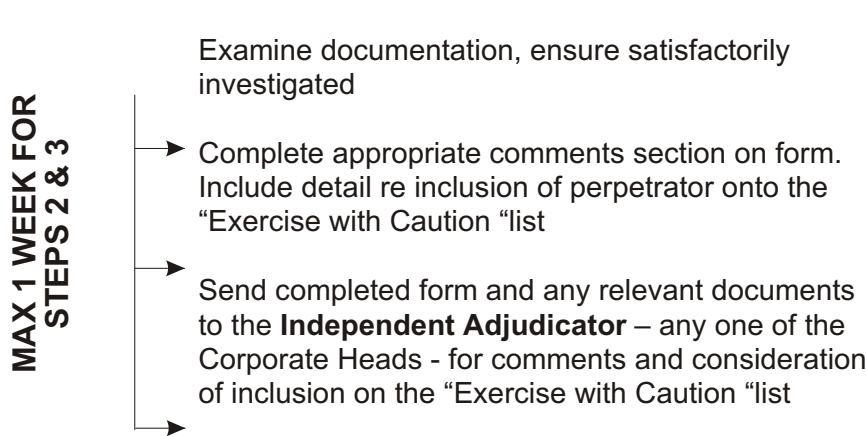 MAX 1 WEEK FOR
STEPS 2 & 3
Examine documentation, ensure satisfactorily
investigated
Complete appropriate comments section on form.
Include detail re inclusion of perpetrator onto the
“Exercise with Caution “list
Send completed form and any relevant documents
to the Independent Adjudicator – any one of the
Corporate Heads - for comments and consideration
of inclusion on the “Exercise with Caution “list